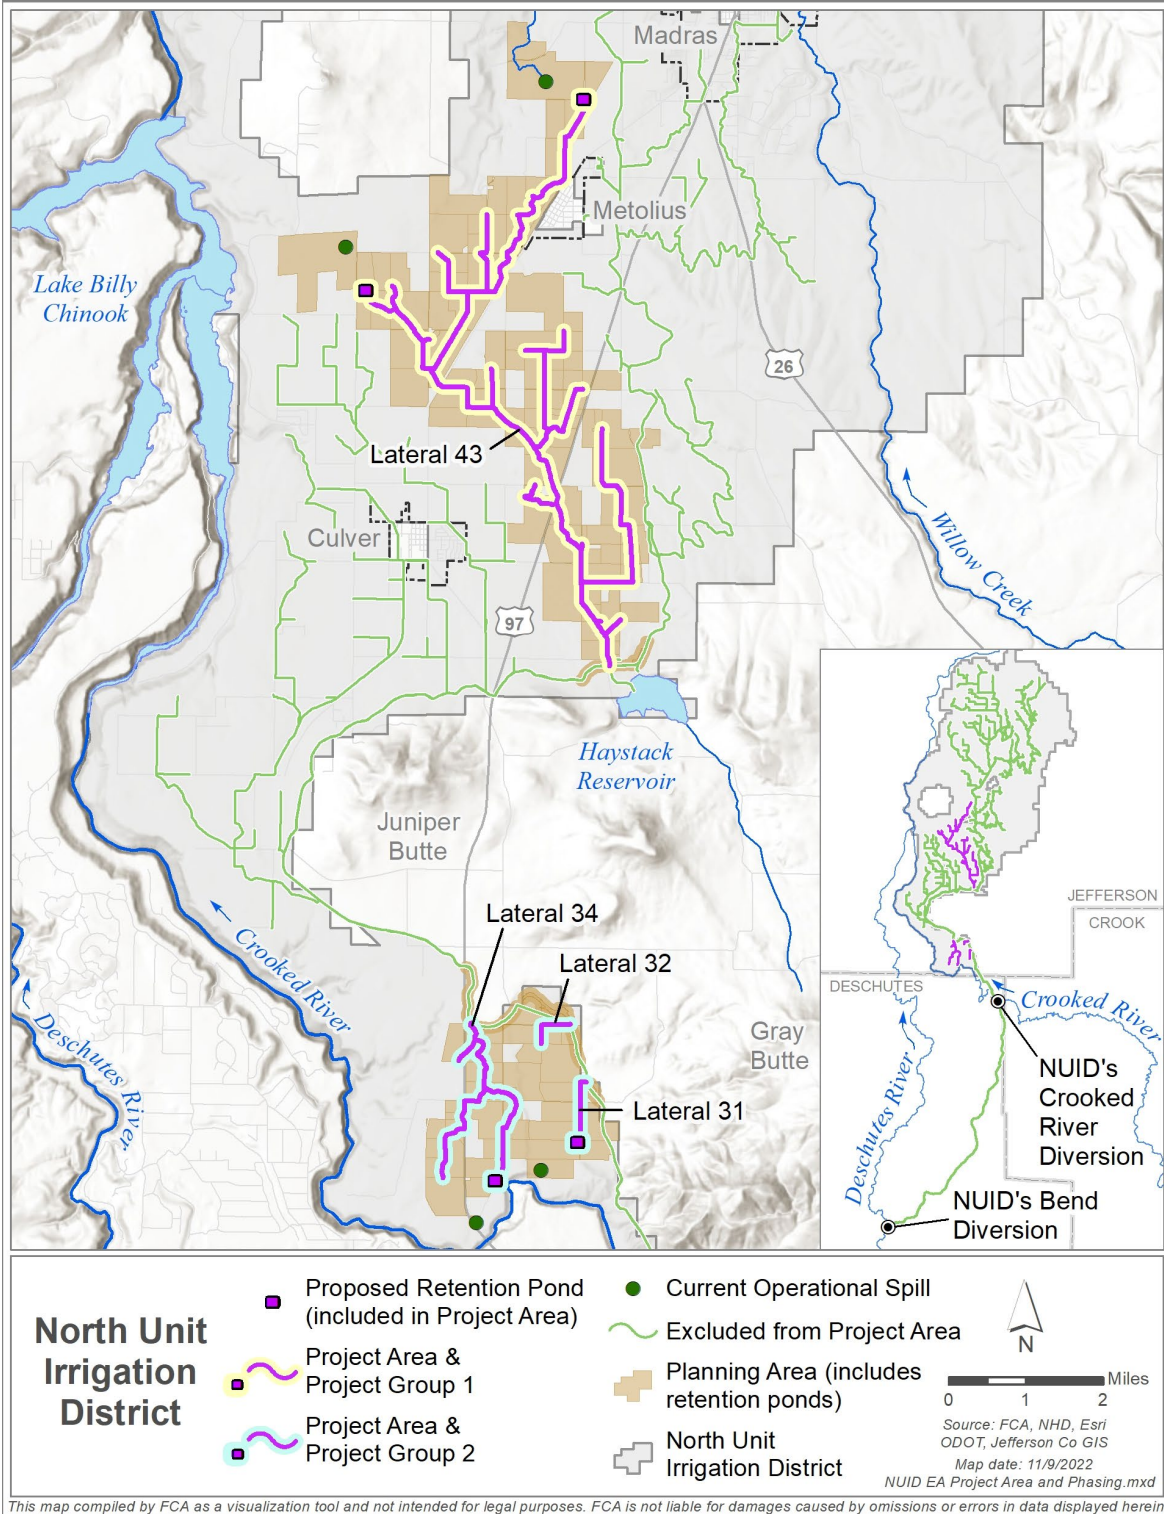 Madras
Metolius
Lake Billy
Chinook
26
Lateral 43
Culver
Willow Creek
97
Haystack
Reservoir
Juniper
Butte
Lateral 34
Lateral 32
Crooked River
Deschutes River
Gray
Butte
Lateral 31
JEFFERSON
CROOK
DESCHUTES
Crooked River
NUID's
Crooked
River
Diversion
Deschutes River
NUID's Bend
Diversion
North Unit
Irrigation
District
Proposed Retention Pond
(included in Project Area)
Project Area &
Project Group 1
Project Area &
Project Group 2
Current Operational Spill
Excluded from Project Area
Planning Area (includes
retention ponds)
North Unit
Irrigation District
N
Miles
0 1 2
Source: FCA, NHD, Esri
ODOT, Jefferson Co GIS
Map date: 11/9/2022
NUID EA Project Area and Phasing.mxd
This map compiled by FCA as a visualization tool and not intended for legal purposes. FCA is not liable for damages caused by omissions or errors in data displayed herein